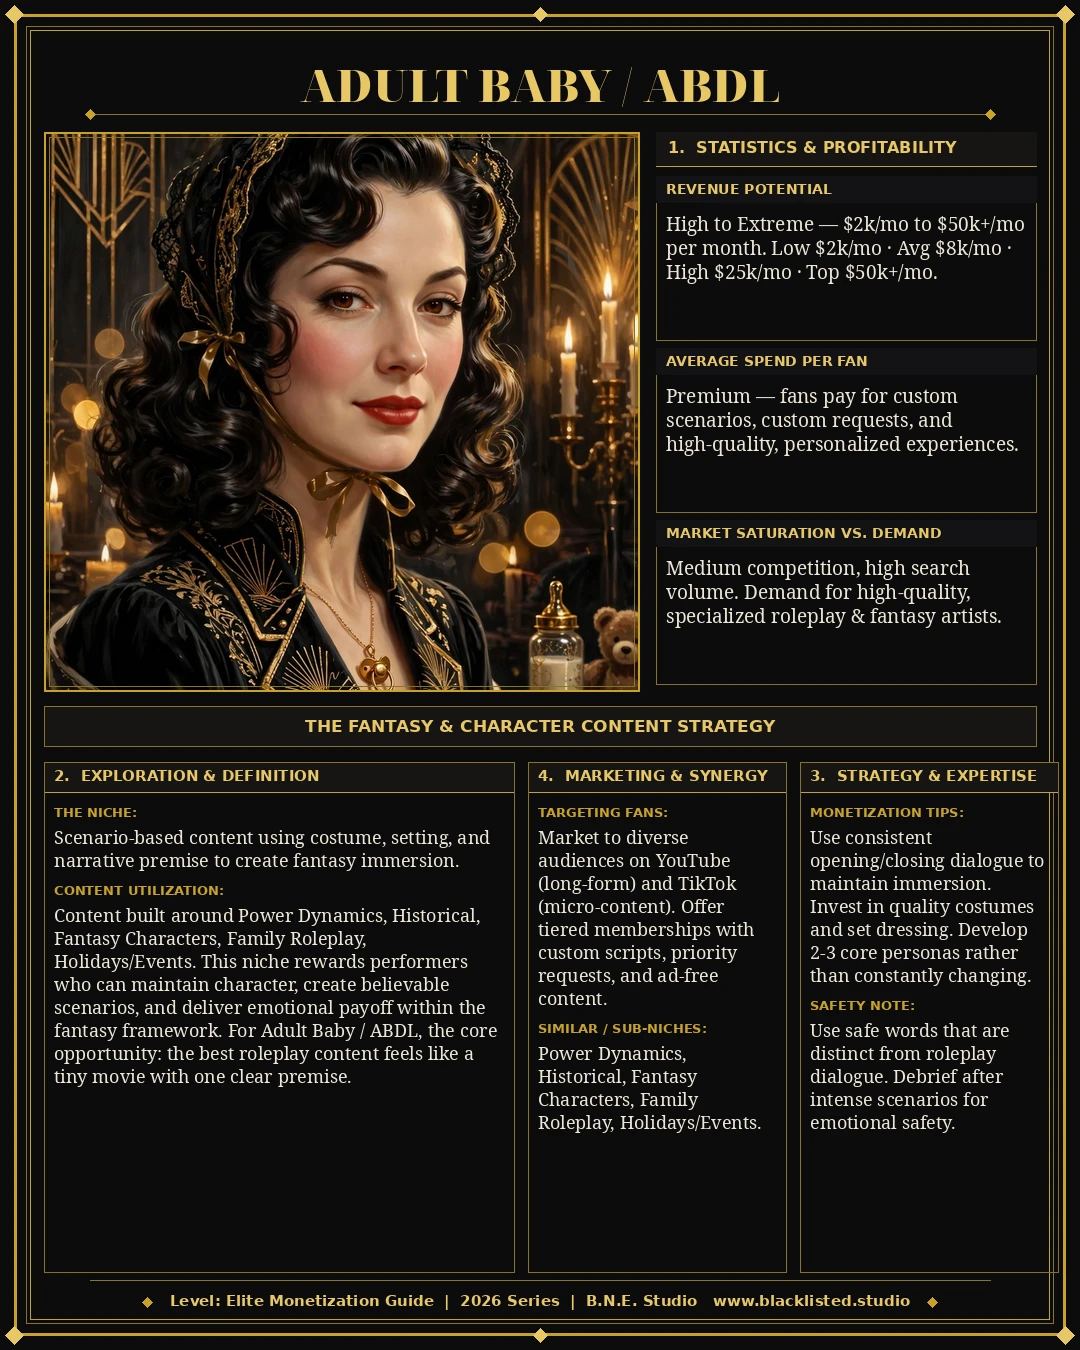 ADULT BABY / ABDL
1. STATISTICS & PROFITABILITY
REVENUE POTENTIAL
High to Extreme — $2k/mo to $50k+/mo
per month. Low $2k/mo · Avg $8k/mo ·
High $25k/mo · Top $50k+/mo.
AVERAGE SPEND PER FAN
Premium — fans pay for custom
scenarios, custom requests, and
high-quality, personalized experiences.
MARKET SATURATION VS. DEMAND
Medium competition, high search
volume. Demand for high-quality,
specialized roleplay & fantasy artists.
THE FANTASY & CHARACTER CONTENT STRATEGY
2. EXPLORATION & DEFINITION
THE NICHE:
Scenario-based content using costume, setting, and
narrative premise to create fantasy immersion.
CONTENT UTILIZATION:
Content built around Power Dynamics, Historical,
Fantasy Characters, Family Roleplay,
Holidays/Events. This niche rewards performers
who can maintain character, create believable
scenarios, and deliver emotional payoff within the
fantasy framework. For Adult Baby / ABDL, the core
opportunity: the best roleplay content feels like a
tiny movie with one clear premise.
4. MARKETING & SYNERGY
TARGETING FANS:
Market to diverse
audiences on YouTube
(long-form) and TikTok
(micro-content). Offer
tiered memberships with
custom scripts, priority
requests, and ad-free
content.
SIMILAR / SUB-NICHES:
Power Dynamics,
Historical, Fantasy
Characters, Family
Roleplay, Holidays/Events.
3. STRATEGY & EXPERTISE
MONETIZATION TIPS:
Use consistent
opening/closing dialogue to
maintain immersion.
Invest in quality costumes
and set dressing. Develop
2-3 core personas rather
than constantly changing.
SAFETY NOTE:
Use safe words that are
distinct from roleplay
dialogue. Debrief after
intense scenarios for
emotional safety.
Level: Elite Monetization Guide | 2026 Series | B.N.E. Studio www.blacklisted.studio